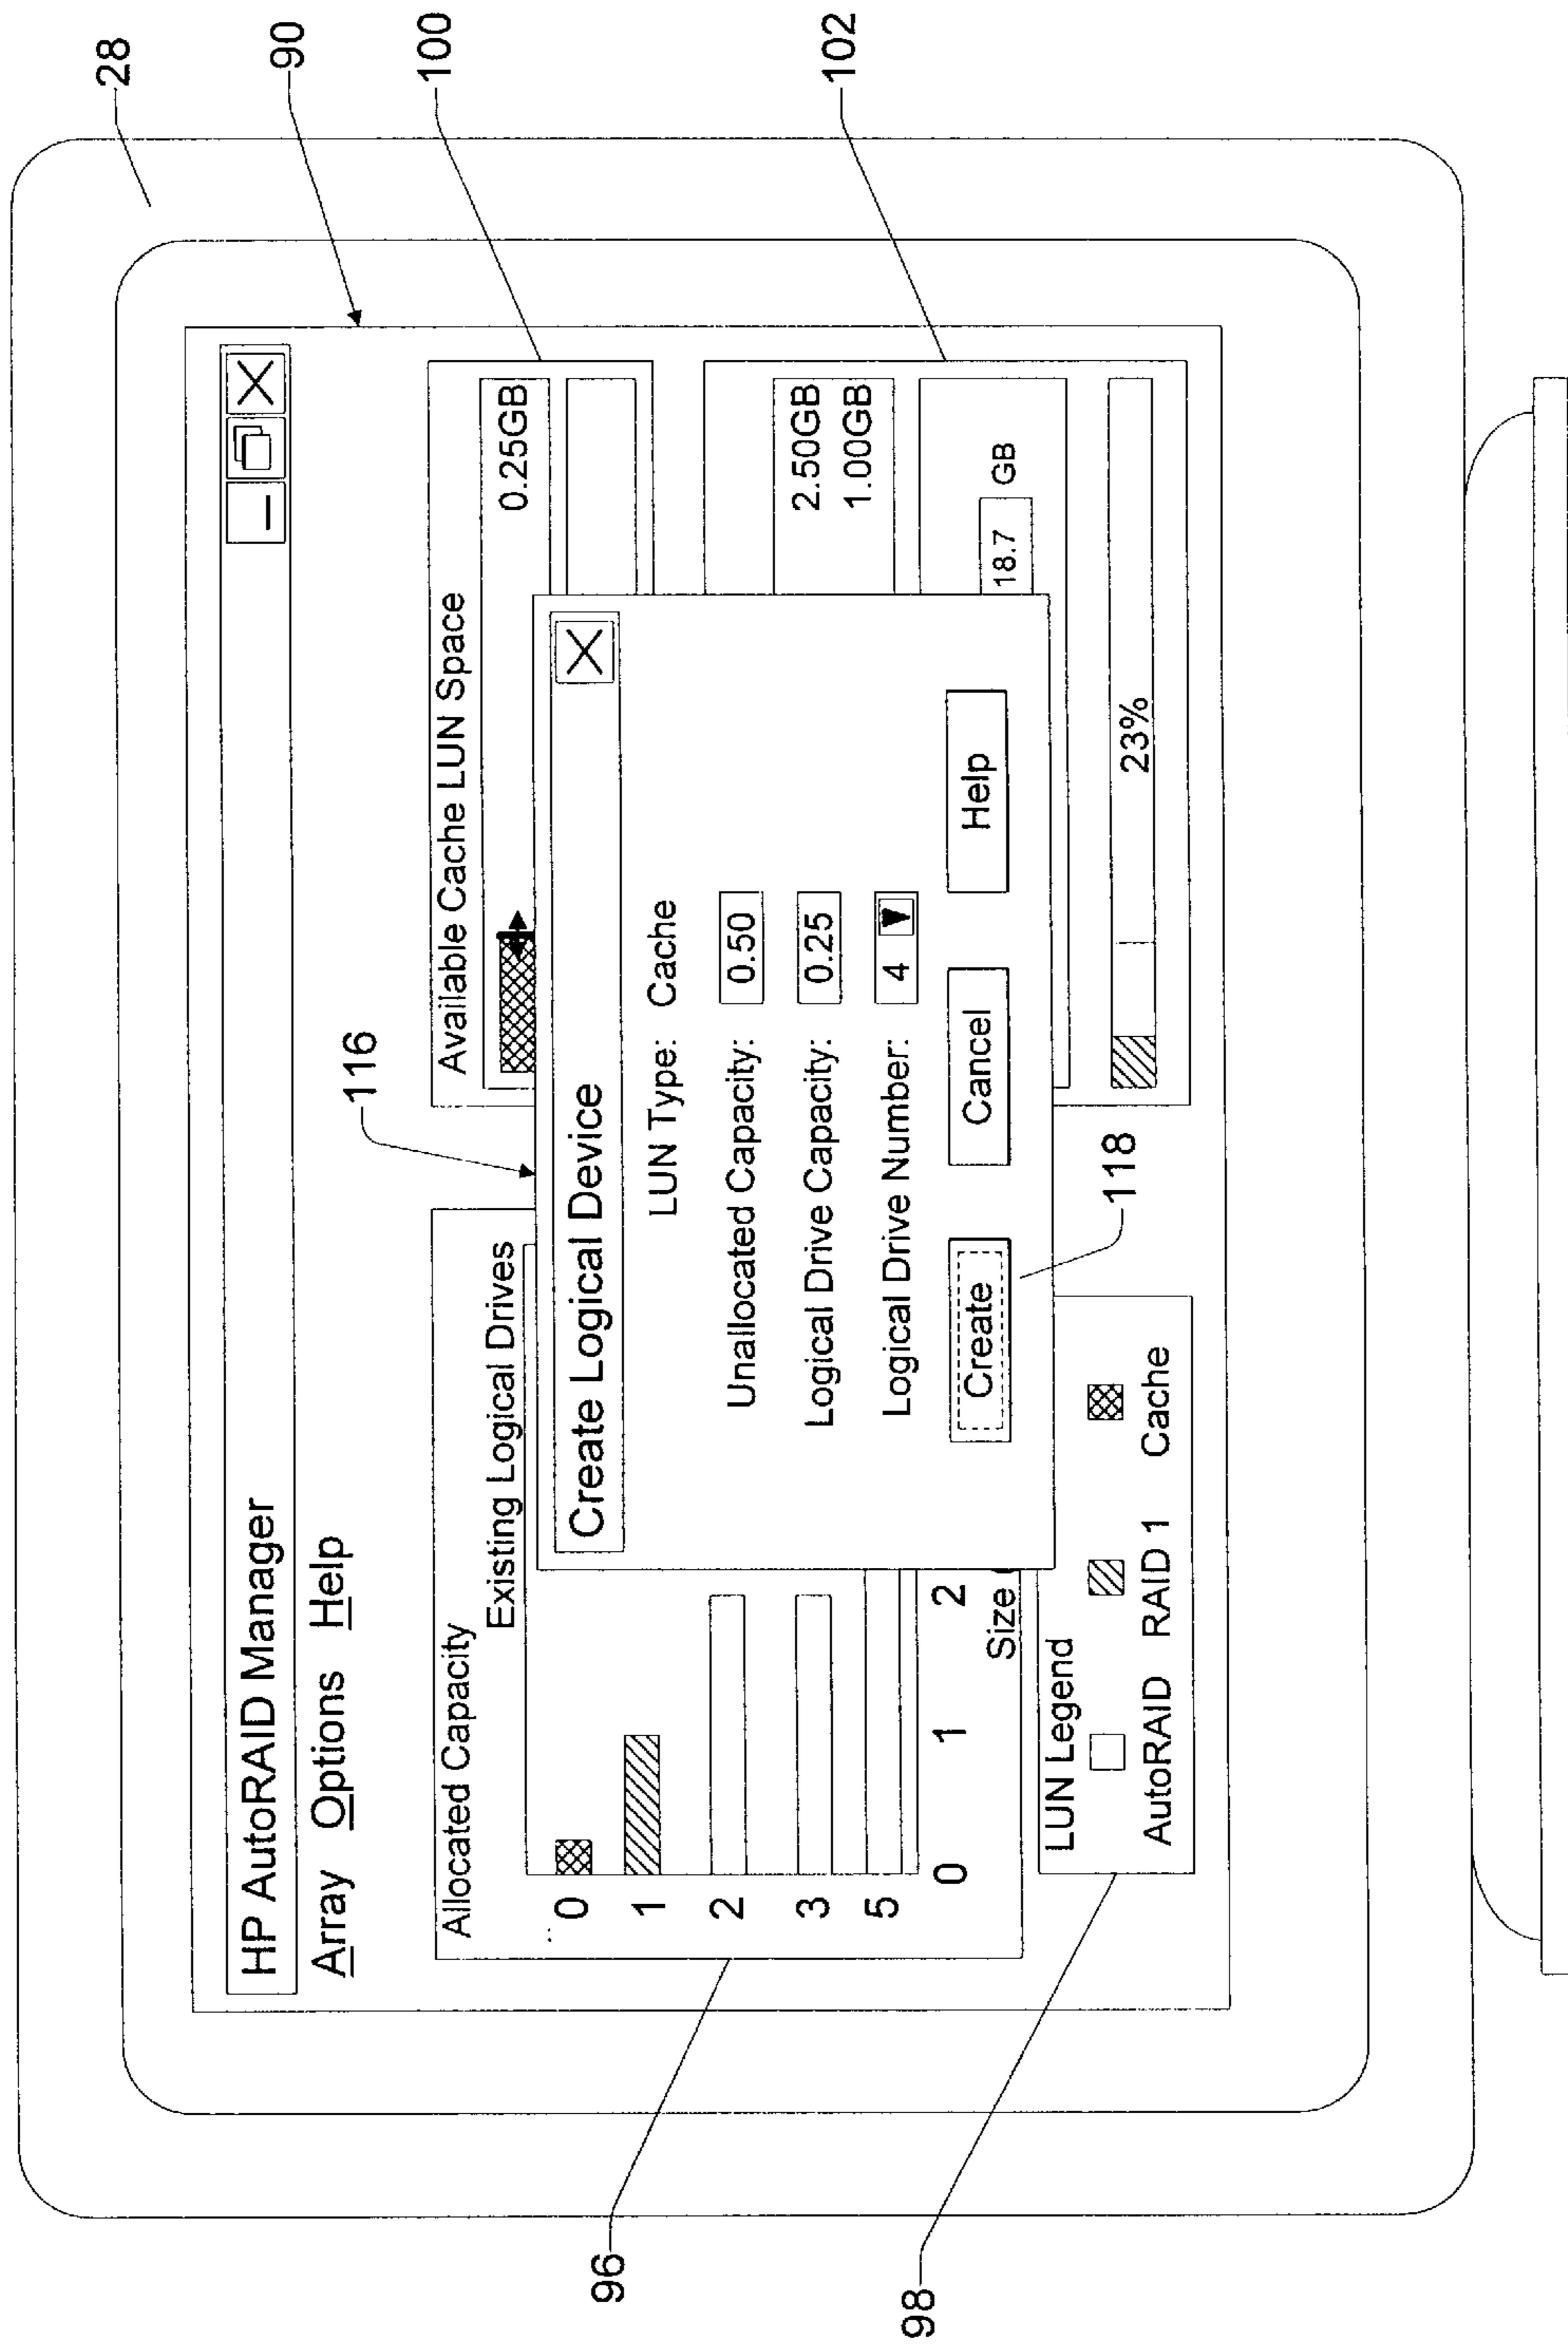 28
90
100
102
HP AutoRAID Manager
Array Options Help
116
Allocated Capacity
Existing Logical Drives
0
1
2
3
5
0 1 2
Size
Available Cache LUN Space
0.25GB
2.50GB
1.00GB
18.7 GB
23%
Create Logical Device
LUN Type: Cache
Unallocated Capacity: 0.50
Logical Drive Capacity: 0.25
Logical Drive Number: 4
Create Cancel Help
118
LUN Legend
AutoRAID RAID 1 Cache
96
98